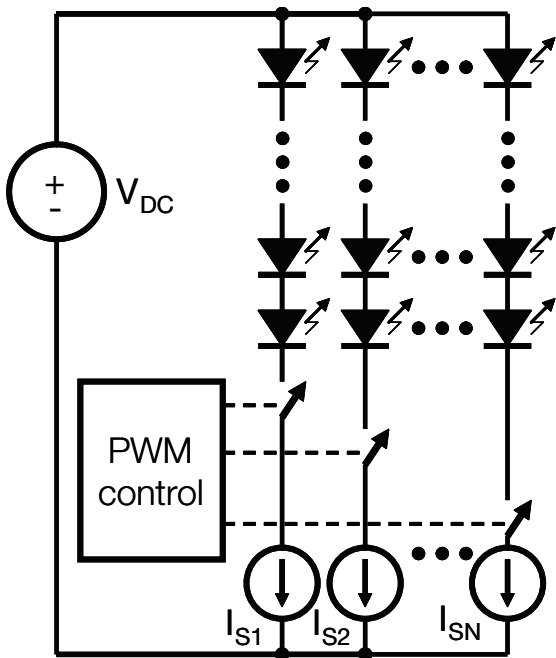 +
-
V_DC
PWM
control
I_S1
I_S2
I_SN